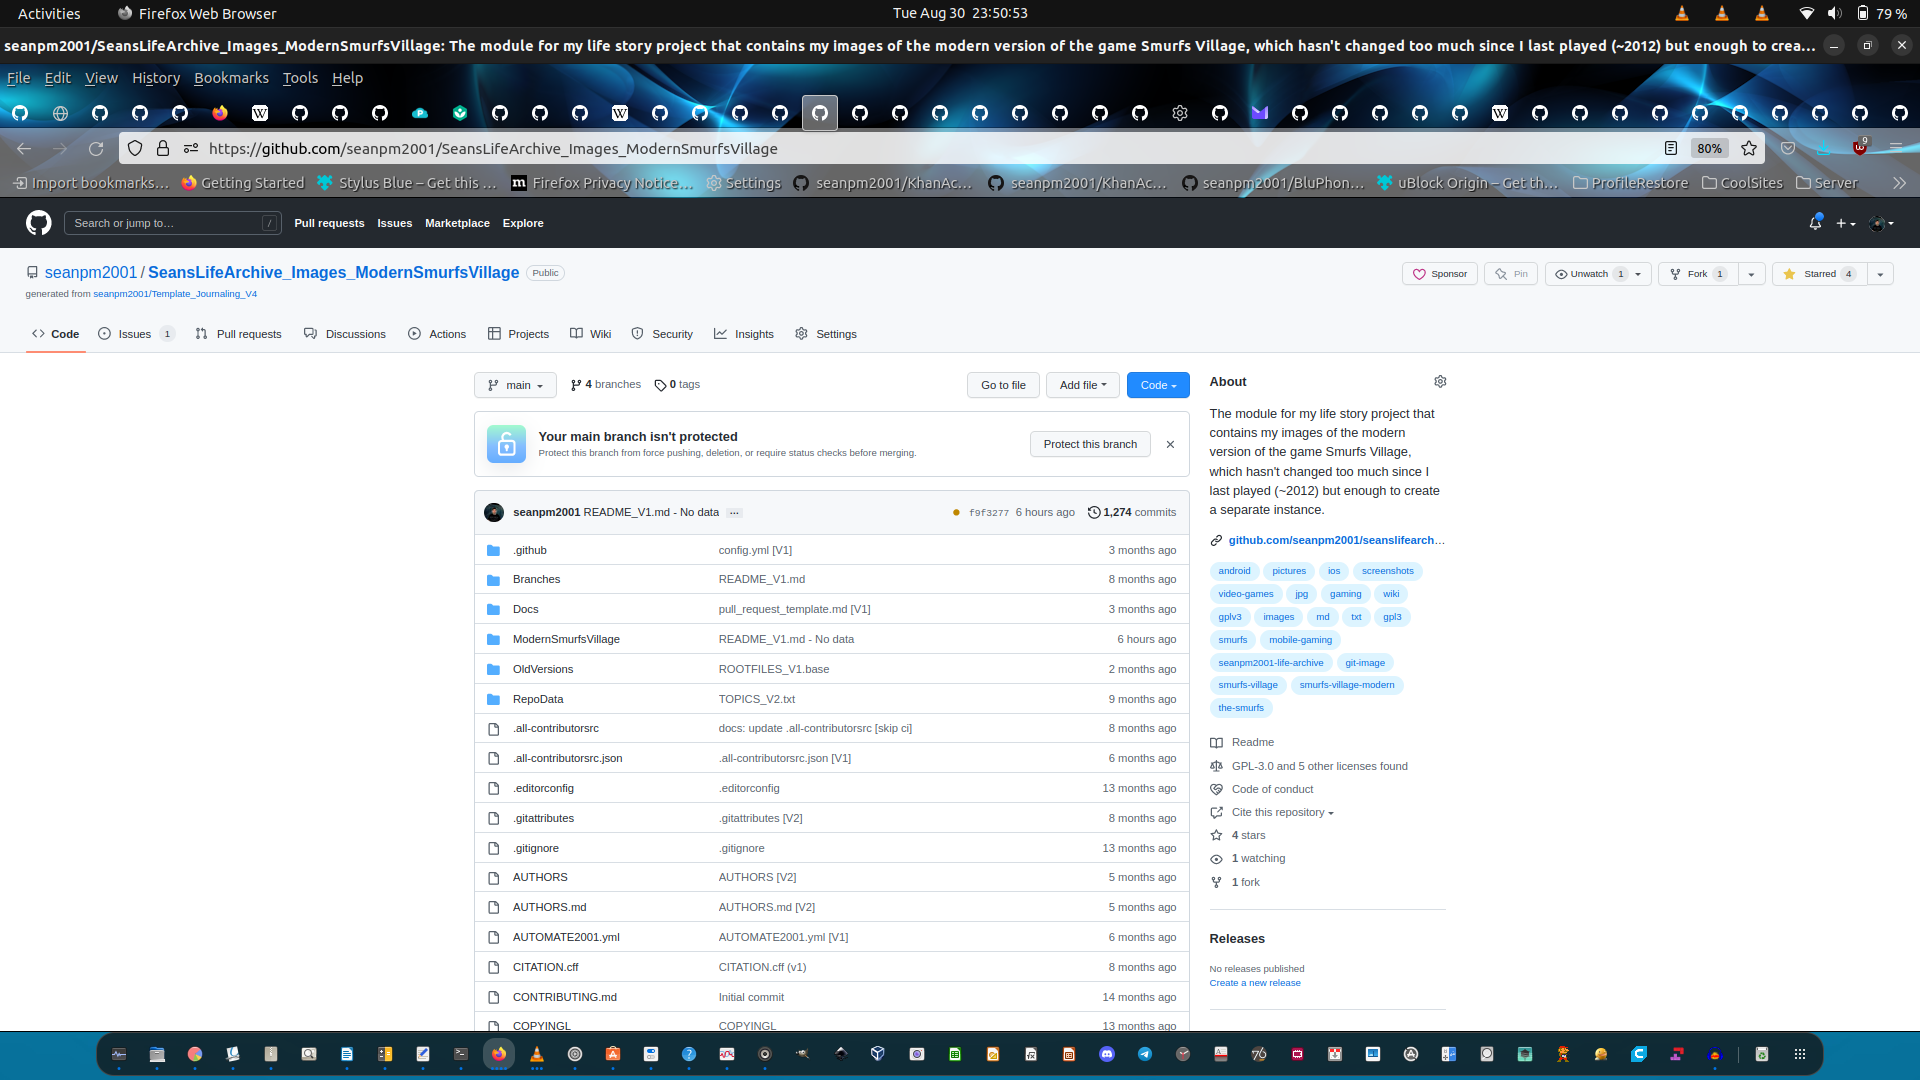 Activities Firefox Web Browser Tue Aug 30 23:50:53 79 %
seanpm2001/SeansLifeArchive_Images_ModernSmurfsVillage: The module for my life story project that contains my images of the modern version of the game Smurfs Village, which hasn't changed too much since I last played (~2012) but enough to crea…
File Edit View History Bookmarks Tools Help
https://github.com/seanpm2001/SeansLifeArchive_Images_ModernSmurfsVillage 80% 9
Import bookmarks… Getting Started Stylus Blue – Get this … Firefox Privacy Notice… Settings seanpm2001/KhanAc… seanpm2001/KhanAc… seanpm2001/BluPhon… uBlock Origin – Get th… ProfileRestore CoolSites Server
Search or jump to… / Pull requests Issues Marketplace Explore
seanpm2001 / SeansLifeArchive_Images_ModernSmurfsVillage Public
generated from seanpm2001/Template_Journaling_V4
Sponsor Pin Unwatch 1 Fork 1 Starred 4
Code Issues 1 Pull requests Discussions Actions Projects Wiki Security Insights Settings
main 4 branches 0 tags Go to file Add file Code
Your main branch isn't protected
Protect this branch from force pushing, deletion, or require status checks before merging.
Protect this branch
seanpm2001 README_V1.md - No data … f9f3277 6 hours ago 1,274 commits
.github config.yml [V1] 3 months ago
Branches README_V1.md 8 months ago
Docs pull_request_template.md [V1] 3 months ago
ModernSmurfsVillage README_V1.md - No data 6 hours ago
OldVersions ROOTFILES_V1.base 2 months ago
RepoData TOPICS_V2.txt 9 months ago
.all-contributorsrc docs: update .all-contributorsrc [skip ci] 8 months ago
.all-contributorsrc.json .all-contributorsrc.json [V1] 6 months ago
.editorconfig .editorconfig 13 months ago
.gitattributes .gitattributes [V2] 8 months ago
.gitignore .gitignore 13 months ago
AUTHORS AUTHORS [V2] 5 months ago
AUTHORS.md AUTHORS.md [V2] 5 months ago
AUTOMATE2001.yml AUTOMATE2001.yml [V1] 6 months ago
CITATION.cff CITATION.cff (v1) 8 months ago
CONTRIBUTING.md Initial commit 14 months ago
COPYINGL COPYINGL 13 months ago
About
The module for my life story project that
contains my images of the modern
version of the game Smurfs Village,
which hasn't changed too much since I
last played (~2012) but enough to create
a separate instance.
github.com/seanpm2001/seanslifearch…
android pictures ios screenshots
video-games jpg gaming wiki
gplv3 images md txt gpl3
smurfs mobile-gaming
seanpm2001-life-archive git-image
smurfs-village smurfs-village-modern
the-smurfs
Readme
GPL-3.0 and 5 other licenses found
Code of conduct
Cite this repository
4 stars
1 watching
1 fork
Releases
No releases published
Create a new release